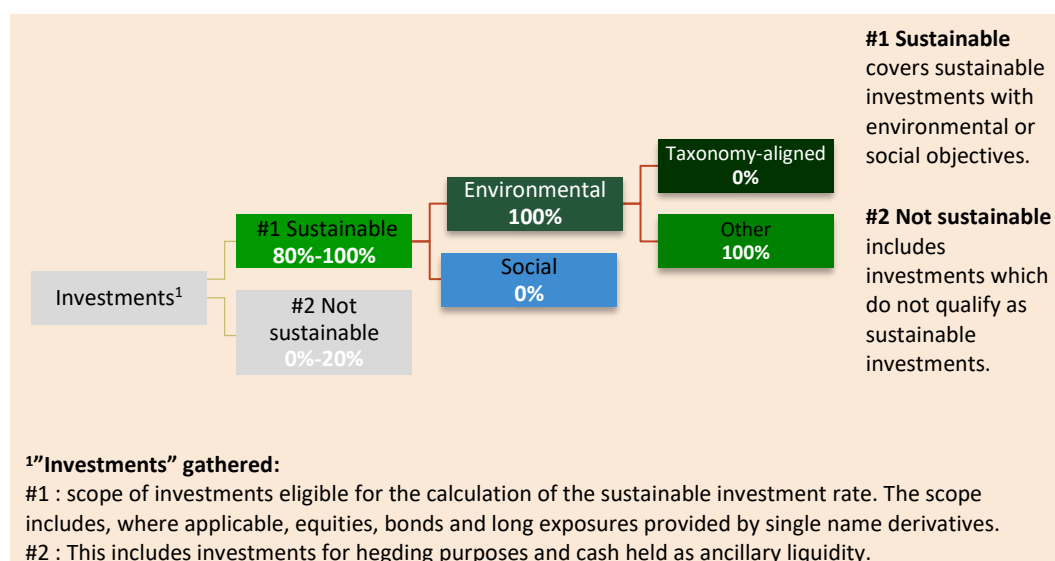 Investments1
#1 Sustainable
80%-100%
#2 Not
sustainable
0%-20%
Environmental
100%
Social
0%
Taxonomy-aligned
0%
Other
100%
#1 Sustainable
covers sustainable
investments with
environmental or
social objectives.
#2 Not sustainable
includes
investments which
do not qualify as
sustainable
investments.
1”Investments” gathered:
#1 : scope of investments eligible for the calculation of the sustainable investment rate. The scope
includes, where applicable, equities, bonds and long exposures provided by single name derivatives.
#2 : This includes investments for hegding purposes and cash held as ancillary liquidity.